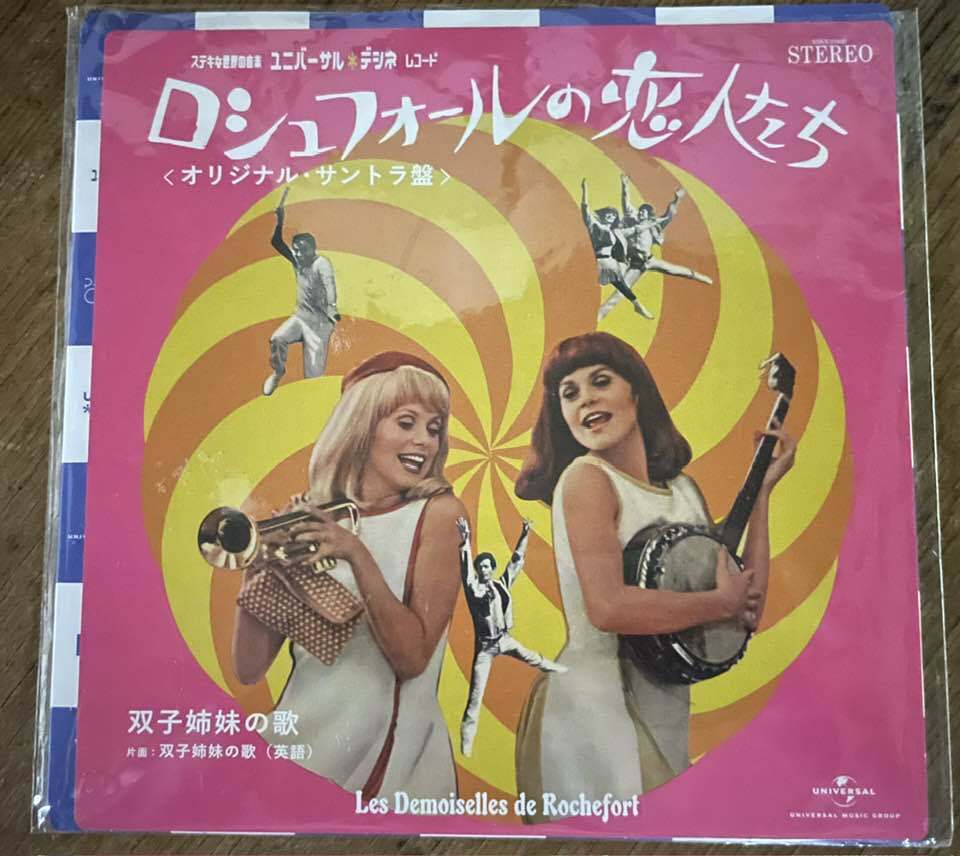 ステキな世界の音楽 ユニバーサル*デシネ レコード
STEREO
ロシュフォールの恋人たち
〈オリジナル・サントラ盤〉
双子姉妹の歌
片面:双子姉妹の歌(英語)
Les Demoiselles de Rochefort
UNIVERSAL
UNIVERSAL MUSIC GROUP